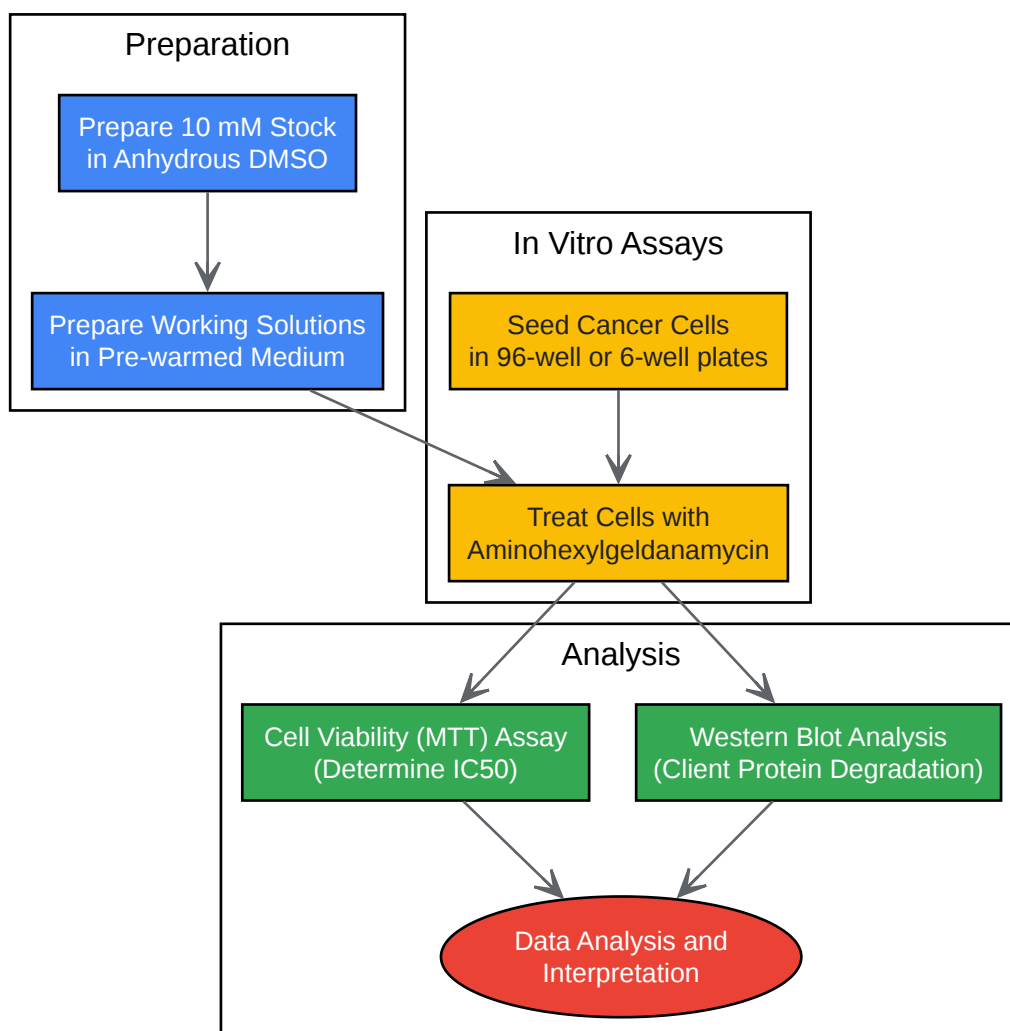 Preparation
Prepare 10 mM Stock
in Anhydrous DMSO
Prepare Working Solutions
in Pre-warmed Medium
In Vitro Assays
Seed Cancer Cells
in 96-well or 6-well plates
Treat Cells with
Aminohexylgeldanamycin
Analysis
Cell Viability (MTT) Assay
(Determine IC50)
Western Blot Analysis
(Client Protein Degradation)
Data Analysis and
Interpretation